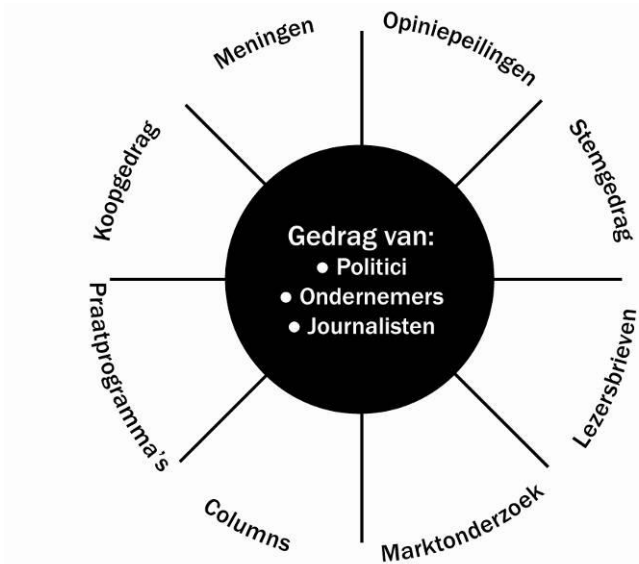 Meningen
Opiniepeilingen
Koopgedrag
Stemgedrag
Gedrag van:
• Politici
• Ondernemers
• Journalisten
Praatprogramma's
Lezersbrieven
Columns
Marktonderzoek